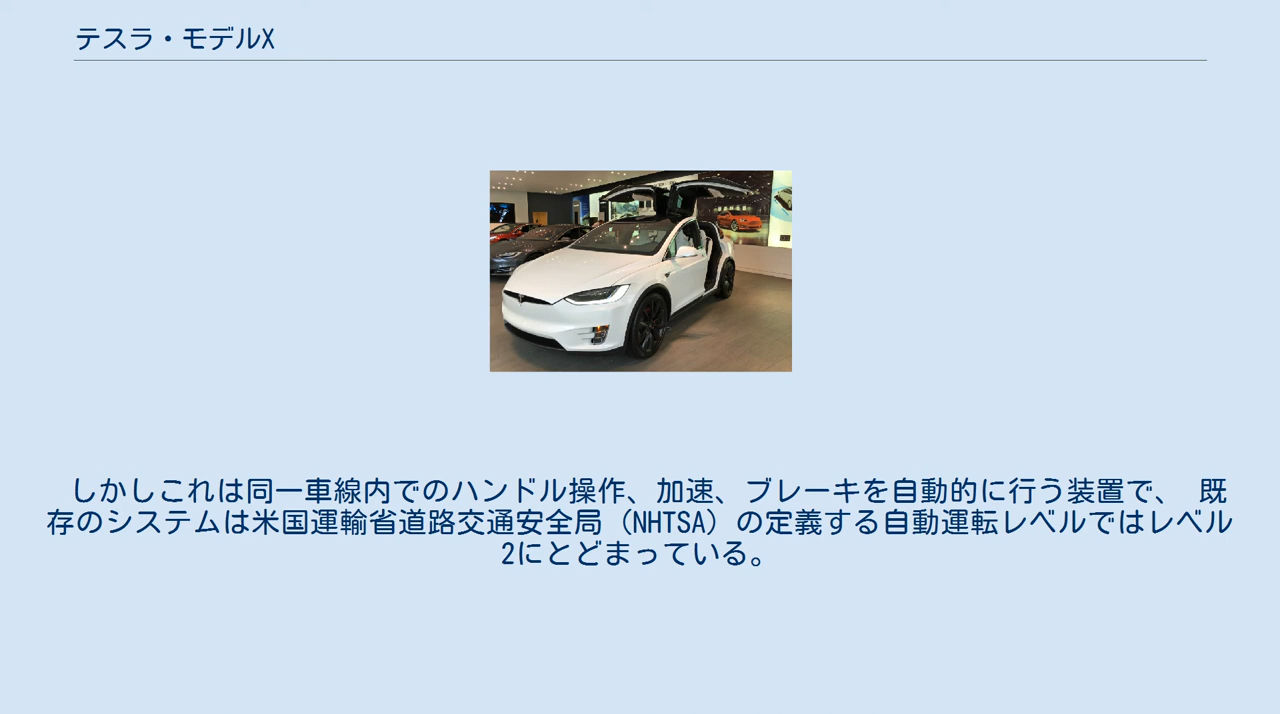 テスラ・モデルX
しかしこれは同一車線内でのハンドル操作、加速、ブレーキを自動的に行う装置で、 既
存のシステムは米国運輸省道路交通安全局（NHTSA）の定義する自動運転レベルではレベル
2にとどまっている。